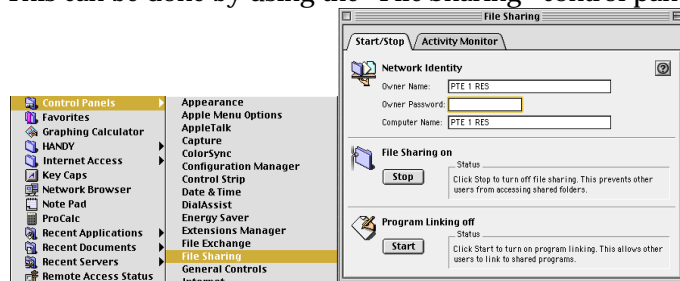 This can be done by using the "File Sharing" control pan
File Sharing
Start/Stop
Activity Monitor
Network Identity
Owner Name: PTE 1 RES
Owner Password:
Computer Name: PTE 1 RES
File Sharing on
Status
Stop
Click Stop to turn off file sharing. This prevents other
users from accessing shared folders.
Program Linking off
Status
Start
Click Start to turn on program linking. This allows other
users to link to shared programs.
Control Panels
Favorites
Graphing Calculator
HANDY
Internet Access
Key Caps
Network Browser
Note Pad
ProCalc
Recent Applications
Recent Documents
Recent Servers
Remote Access Status
Appearance
Apple Menu Options
AppleTalk
Capture
ColorSync
Configuration Manager
Control Strip
Date & Time
DialAssist
Energy Saver
Extensions Manager
File Exchange
File Sharing
General Controls
Internet